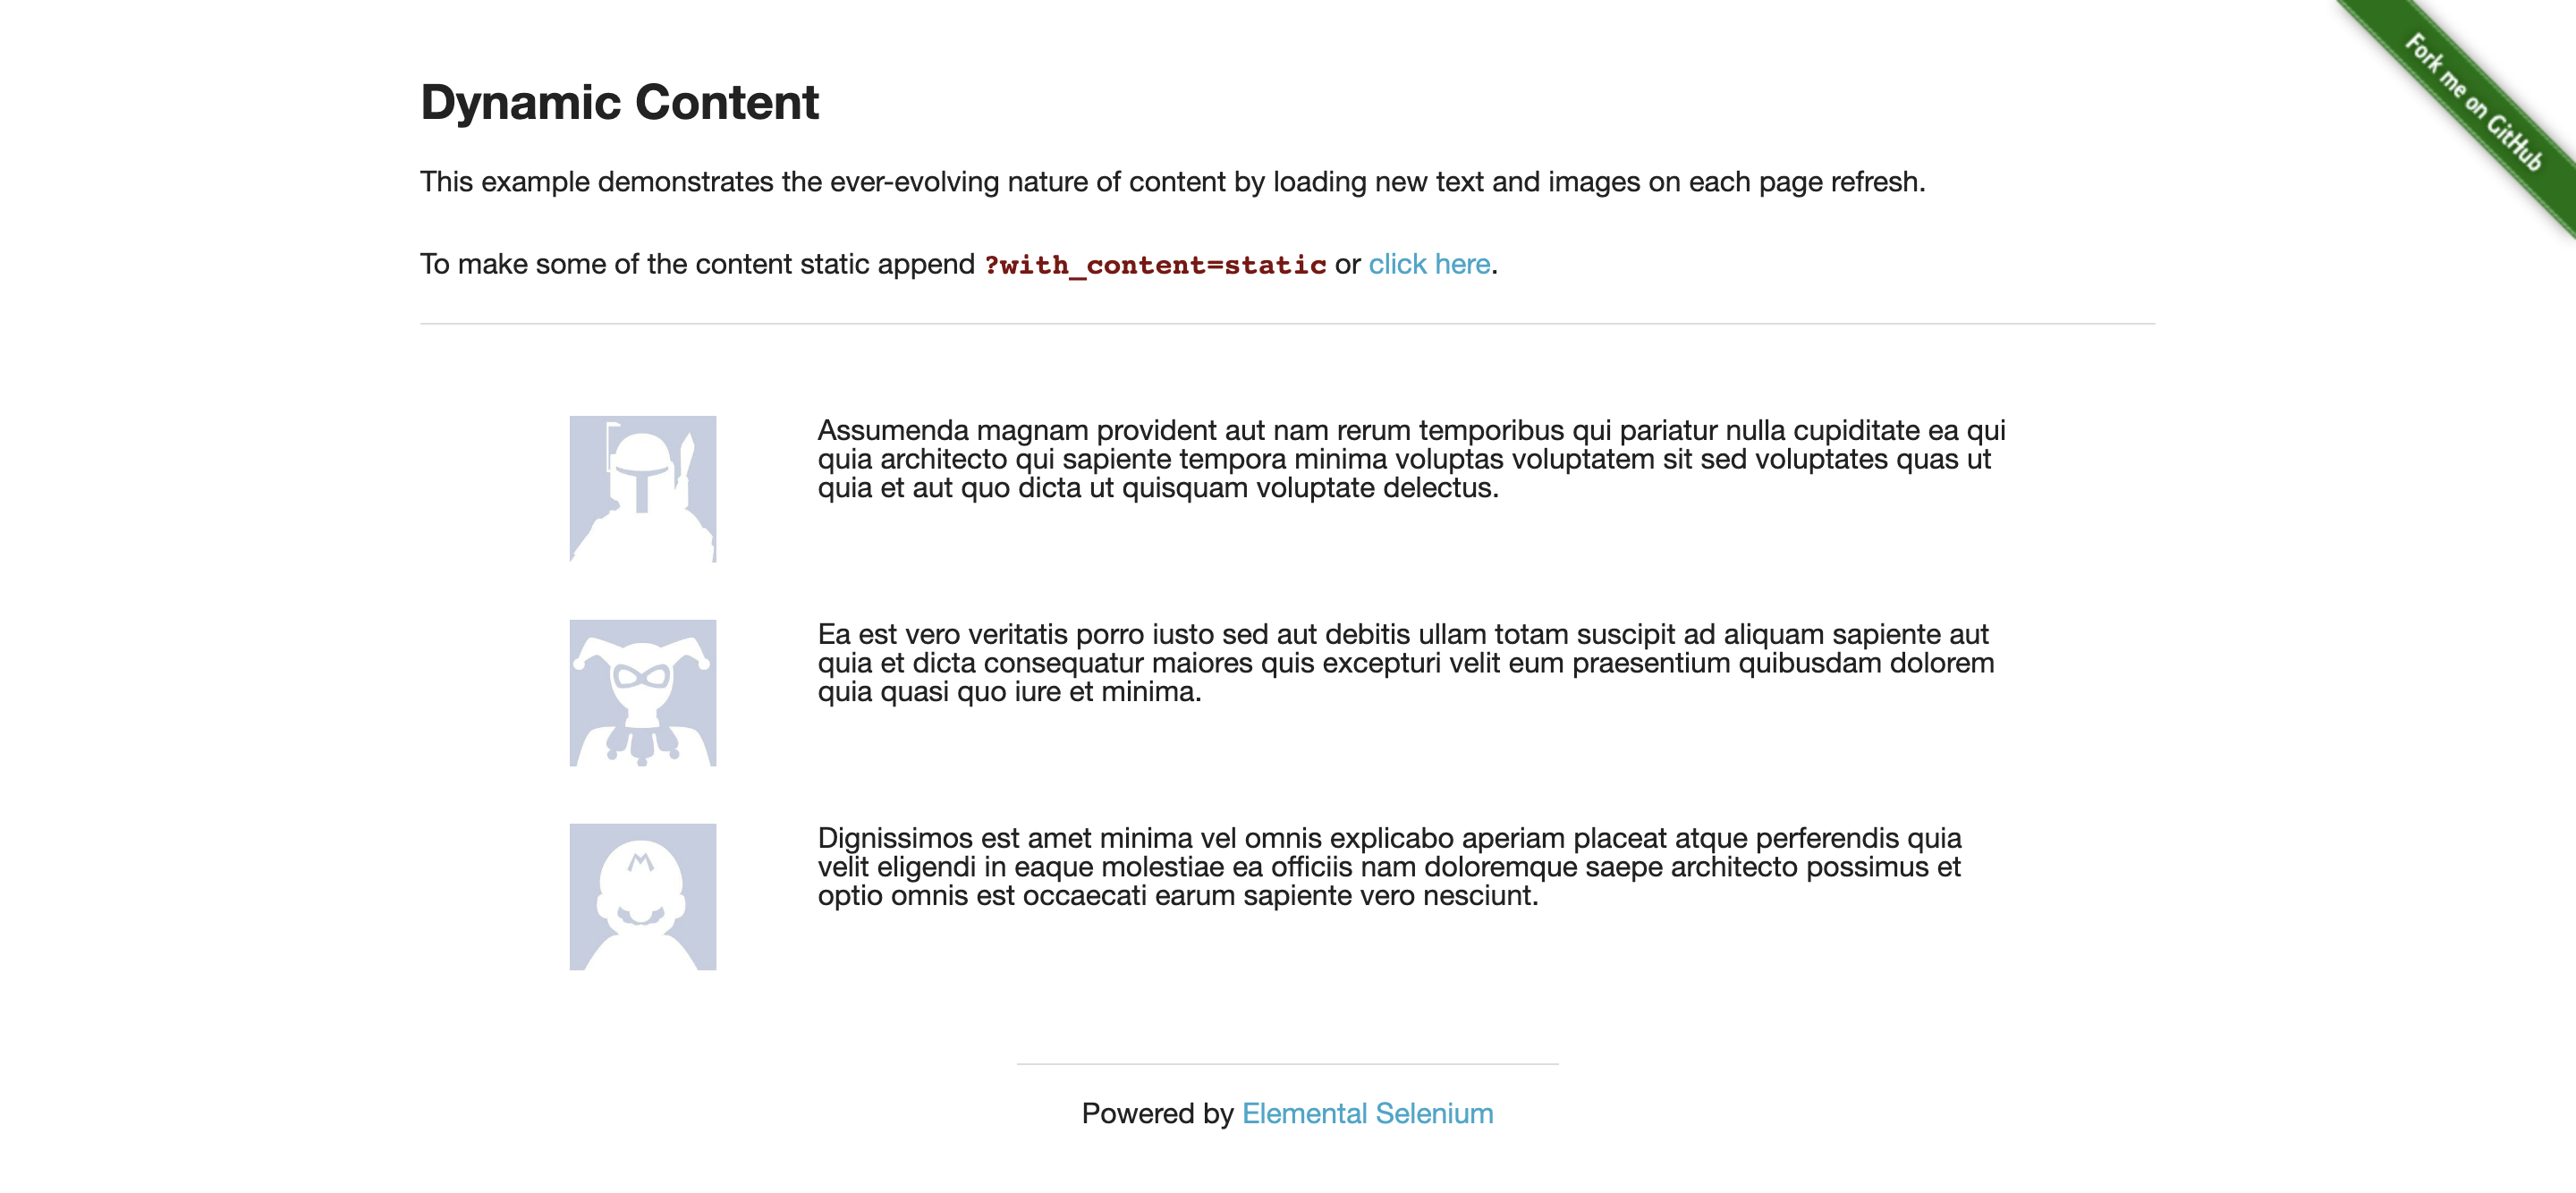 Fork me on GitHub
Dynamic Content
This example demonstrates the ever-evolving nature of content by loading new text and images on each page refresh.
To make some of the content static append ?with_content=static or click here.
Assumenda magnam provident aut nam rerum temporibus qui pariatur nulla cupiditate ea qui
quia architecto qui sapiente tempora minima voluptas voluptatem sit sed voluptates quas ut
quia et aut quo dicta ut quisquam voluptate delectus.
Ea est vero veritatis porro iusto sed aut debitis ullam totam suscipit ad aliquam sapiente aut
quia et dicta consequatur maiores quis excepturi velit eum praesentium quibusdam dolorem
quia quasi quo iure et minima.
M
Dignissimos est amet minima vel omnis explicabo aperiam placeat atque perferendis quia
velit eligendi in eaque molestiae ea officiis nam doloremque saepe architecto possimus et
optio omnis est occaecati earum sapiente vero nesciunt.
Powered by Elemental Selenium